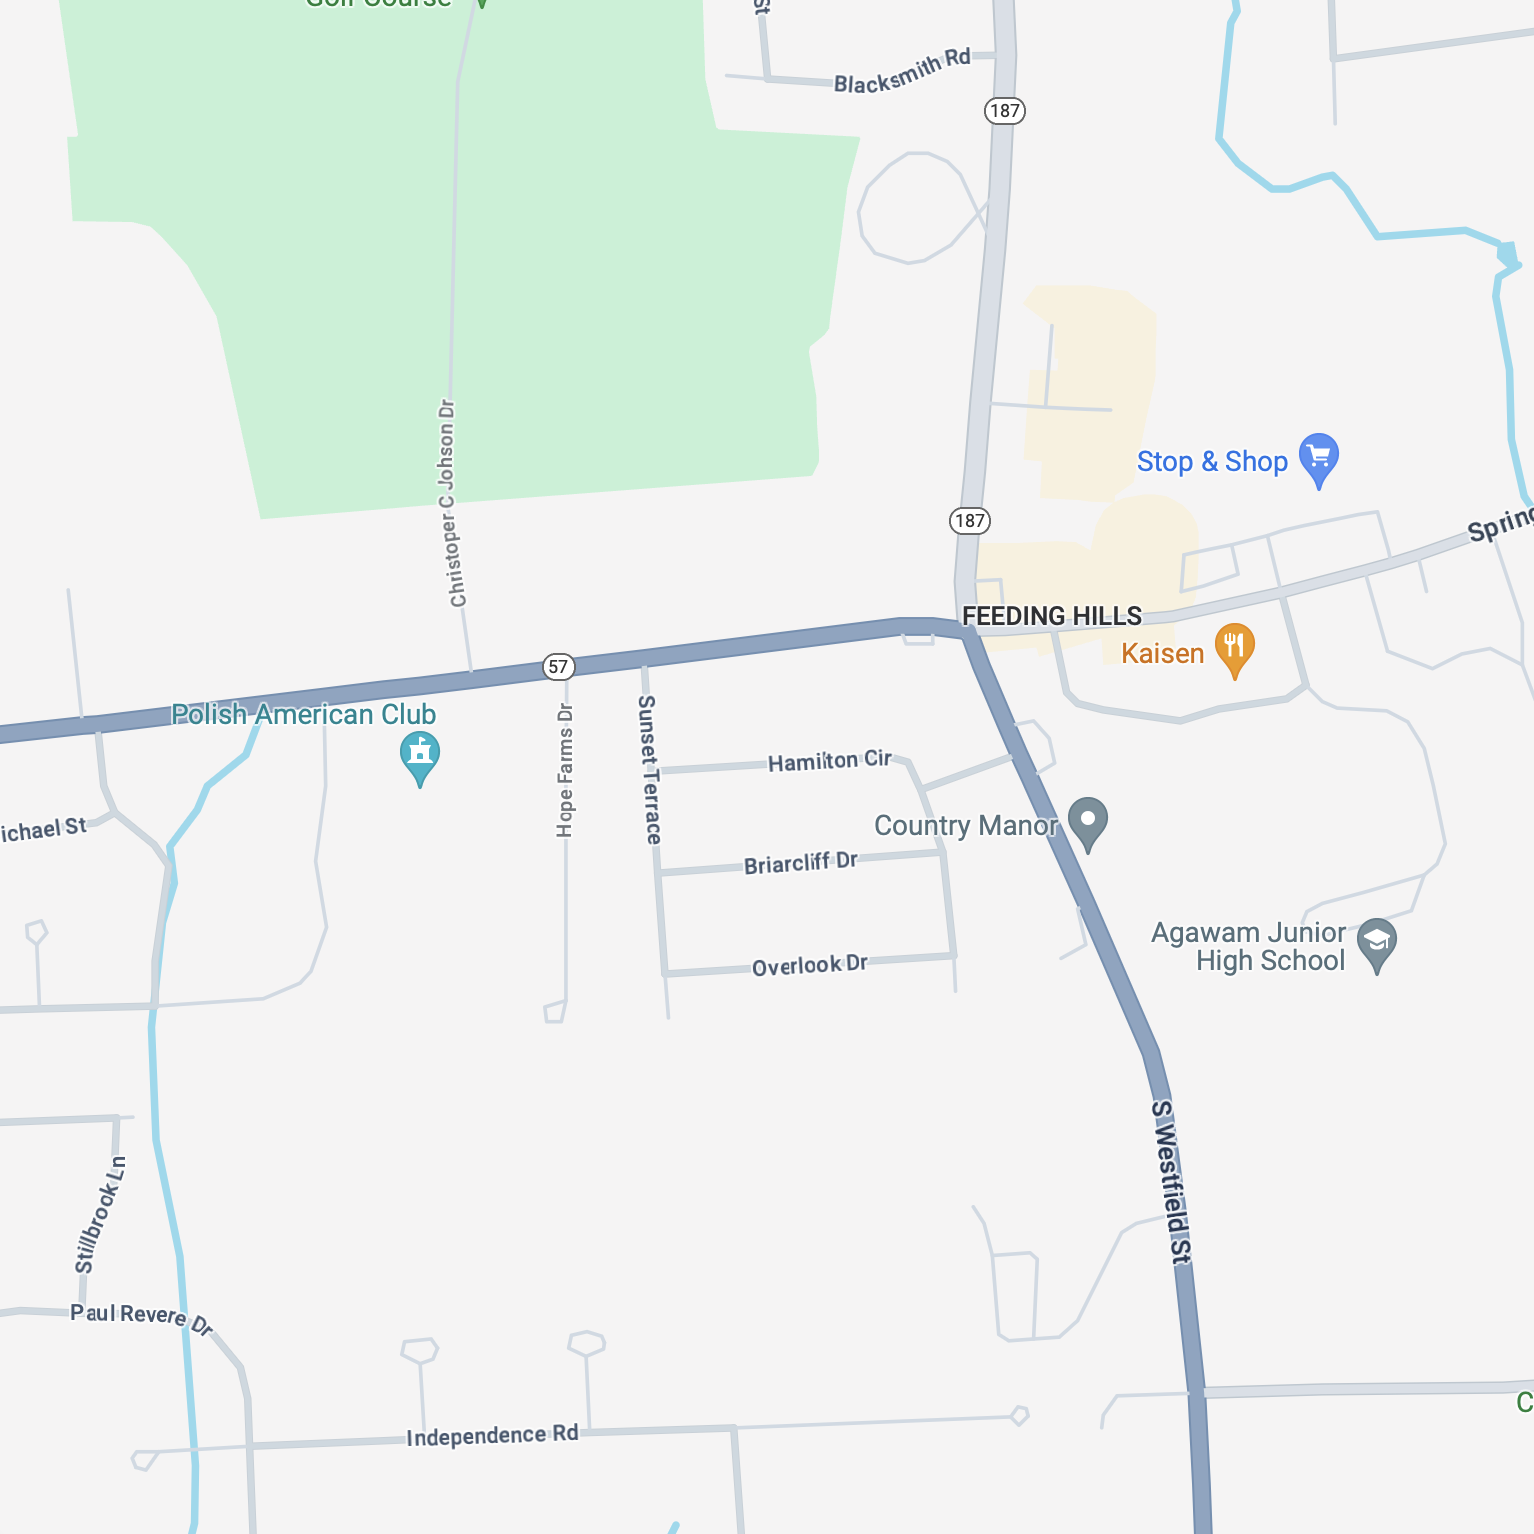 Golf Course
St
Blacksmith Rd
187
Christoper C Johson Dr
Stop & Shop
187
Spring
FEEDING HILLS
Kaisen
57
Polish American Club
Hope Farms Dr
Sunset Terrace
Hamilton Cir
ichael St
Country Manor
Briarcliff Dr
Agawam Junior
High School
Overlook Dr
S Westfield St
Stillbrook Ln
Paul Revere Dr
Independence Rd
C